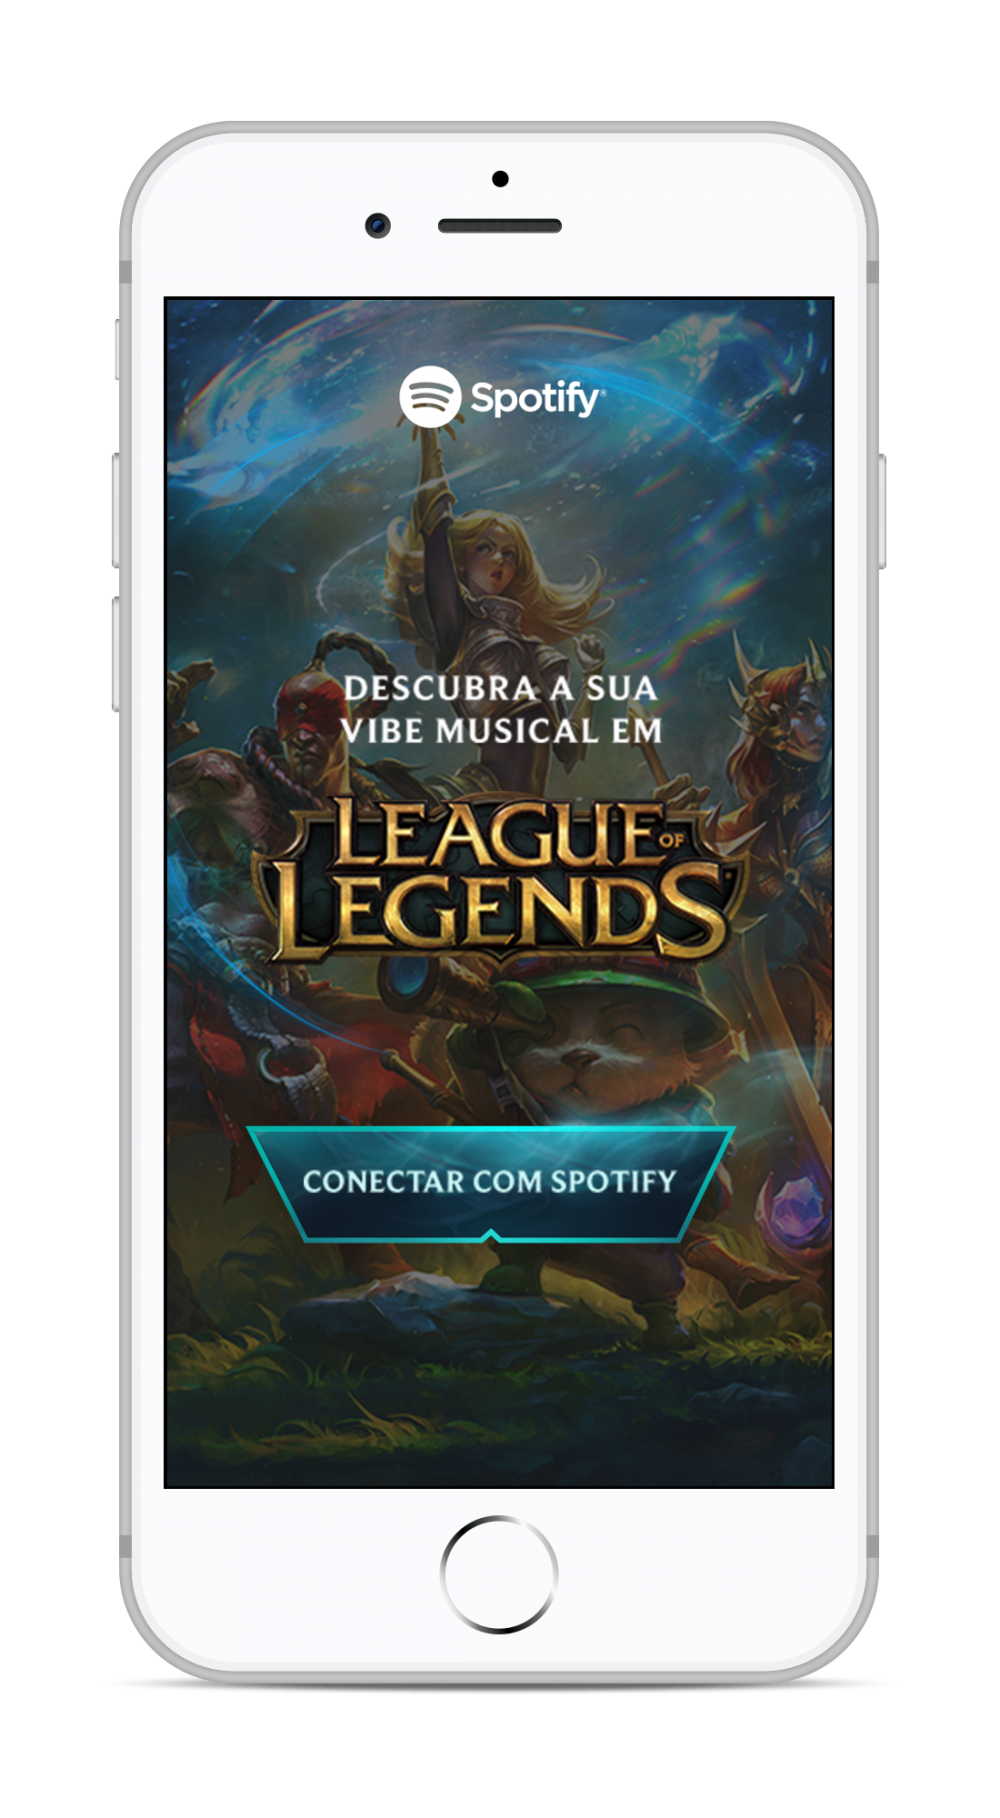 Spotify®
DESCUBRA A SUA
VIBE MUSICAL EM
LEAGUE OF
LEGENDS
CONECTAR COM SPOTIFY